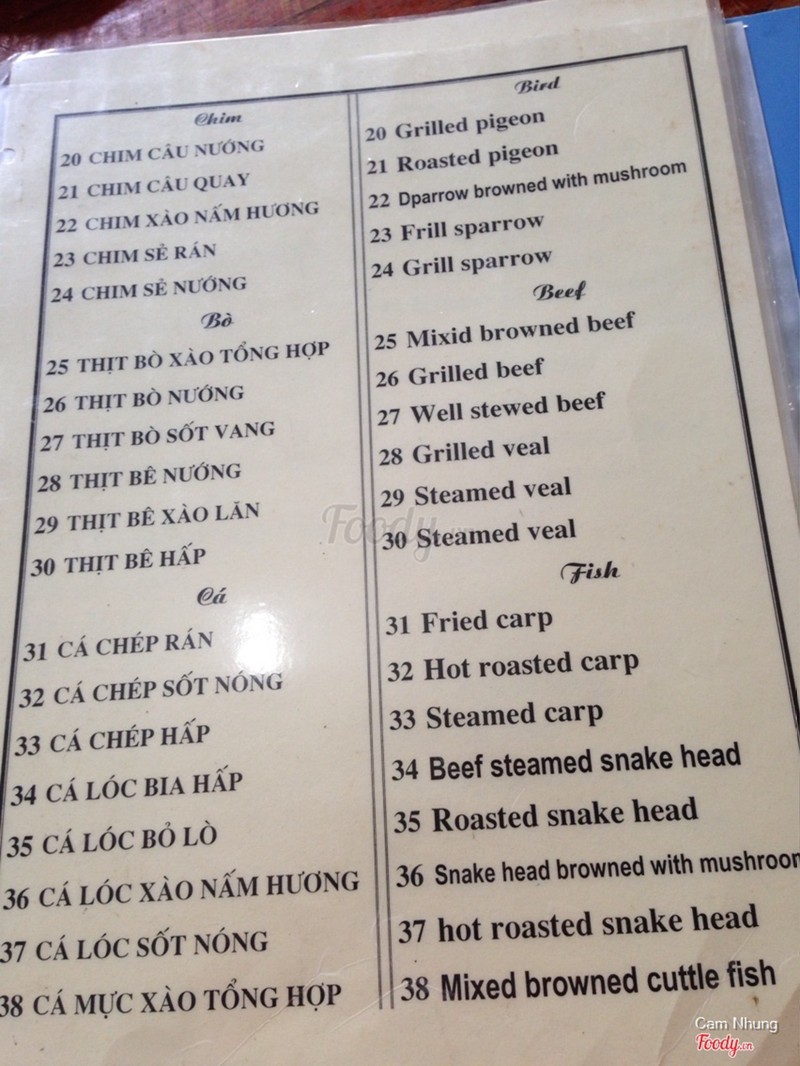 Chim
20 CHIM CÂU NƯỚNG
21 CHIM CÂU QUAY
22 CHIM XÀO NẤM HƯƠNG
23 CHIM SẺ RÁN
24 CHIM SẺ NƯỚNG
Bò
25 THỊT BÒ XÀO TỔNG HỢP
26 THỊT BÒ NƯỚNG
27 THỊT BÒ SỐT VANG
28 THỊT BÊ NƯỚNG
29 THỊT BÊ XÀO LĂN
30 THỊT BÊ HẤP
Cá
31 CÁ CHÉP RÁN
32 CÁ CHÉP SỐT NÓNG
33 CÁ CHÉP HẤP
34 CÁ LÓC BIA HẤP
35 CÁ LÓC BỎ LÒ
36 CÁ LÓC XÀO NẤM HƯƠNG
37 CÁ LÓC SỐT NÓNG
38 CÁ MỰC XÀO TỔNG HỢP
Bird
20 Grilled pigeon
21 Roasted pigeon
22 Dparrow browned with mushroom
23 Frill sparrow
24 Grill sparrow
Beef
25 Mixid browned beef
26 Grilled beef
27 Well stewed beef
28 Grilled veal
29 Steamed veal
30 Steamed veal
Fish
31 Fried carp
32 Hot roasted carp
33 Steamed carp
34 Beef steamed snake head
35 Roasted snake head
36 Snake head browned with mushroom
37 hot roasted snake head
38 Mixed browned cuttle fish
Foody.vn
Cam Nhung
Foody.vn